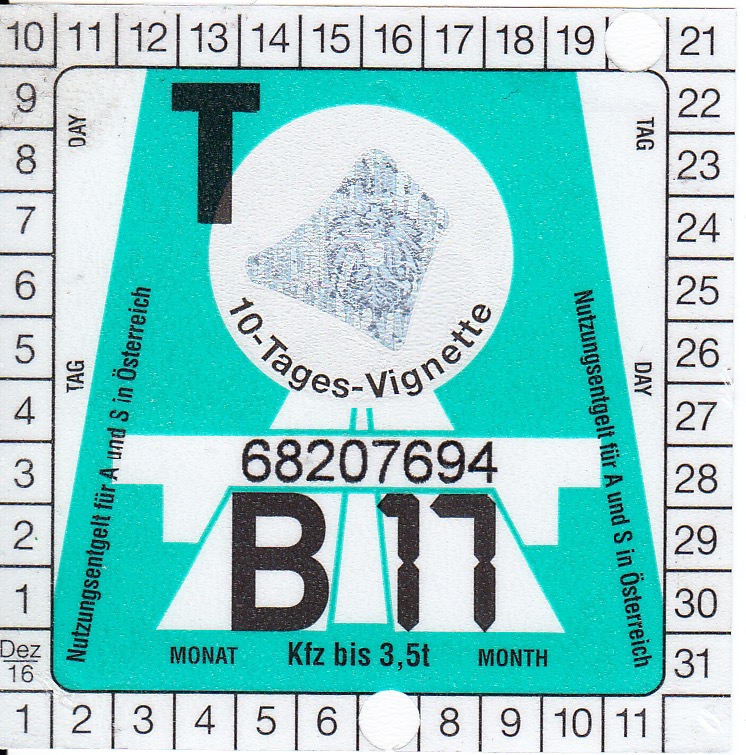 10 11 12 13 14 15 16 17 18 19 21
9 22
8 23
7 24
6 25
5 26
4 27
3 28
2 29
1 30
Dez 16 31
1 2 3 4 5 6 8 9 10 11
DAY
TAG
TAG
DAY
T
10-Tages-Vignette
Nutzungsentgelt für A und S in Österreich
Nutzungsentgelt für A und S in Österreich
68207694
B 17
MONAT Kfz bis 3,5t MONTH